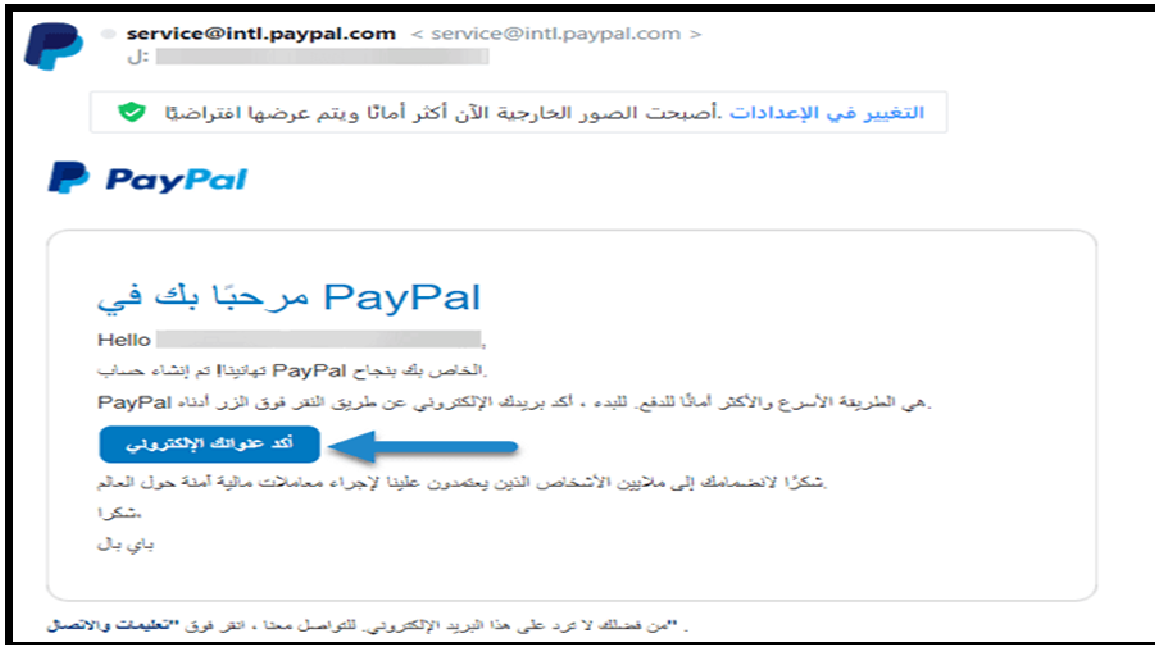 service@intl.paypal.com < service@intl.paypal.com >
ل:
أصبحت الصور الخارجية الآن أكثر أمانًا ويتم عرضها افتراضيًا. التغيير في الإعدادات
PayPal
مرحبًا بك في PayPal
Hello ,
تهانينا! تم إنشاء حساب PayPal الخاص بك بنجاح.
PayPal هي الطريقة الأسرع والأكثر أمانًا للدفع. للبدء ، أكد بريدك الإلكتروني عن طريق النقر فوق الزر أدناه.
أكد عنوانك الإلكتروني
شكرًا لانضمامك إلى ملايين الأشخاص الذين يعتمدون علينا لإجراء معاملات مالية آمنة حول العالم.
شكرا،
باي بال
من فضلك لا ترد على هذا البريد الإلكتروني. للتواصل معنا ، انقر فوق "تعليمات والاتصال".